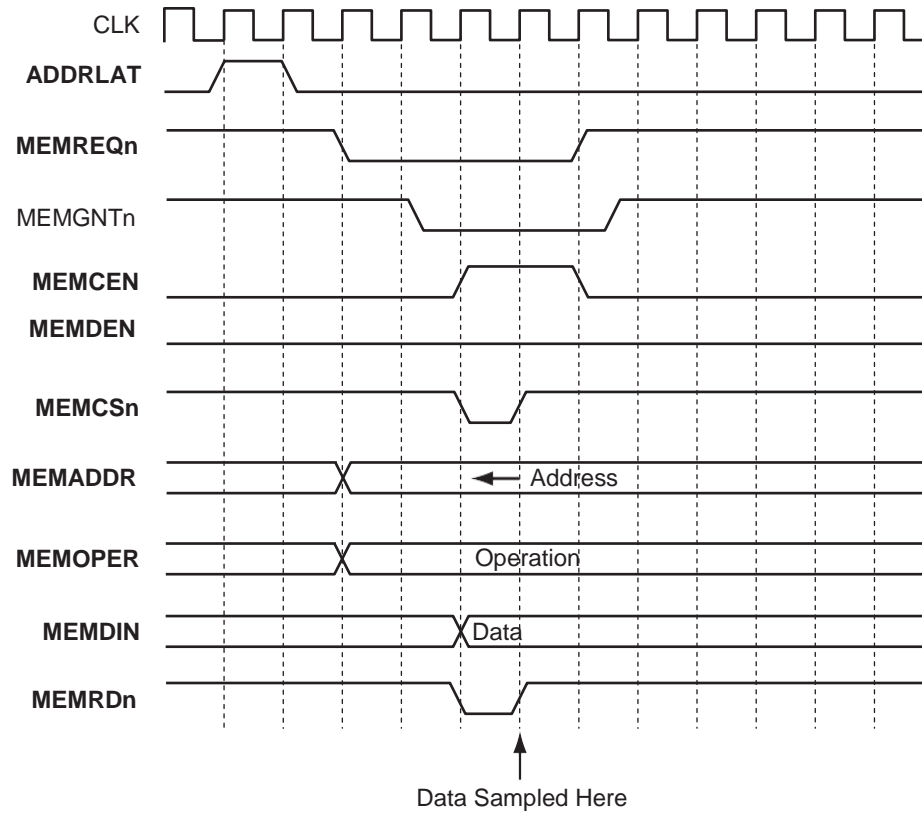 CLK
ADDRLAT
MEMREQn
MEMGNTn
MEMCEN
MEMDEN
MEMCSn
MEMADDR
Address
MEMOPER
Operation
MEMDIN
Data
MEMRDn
Data Sampled Here